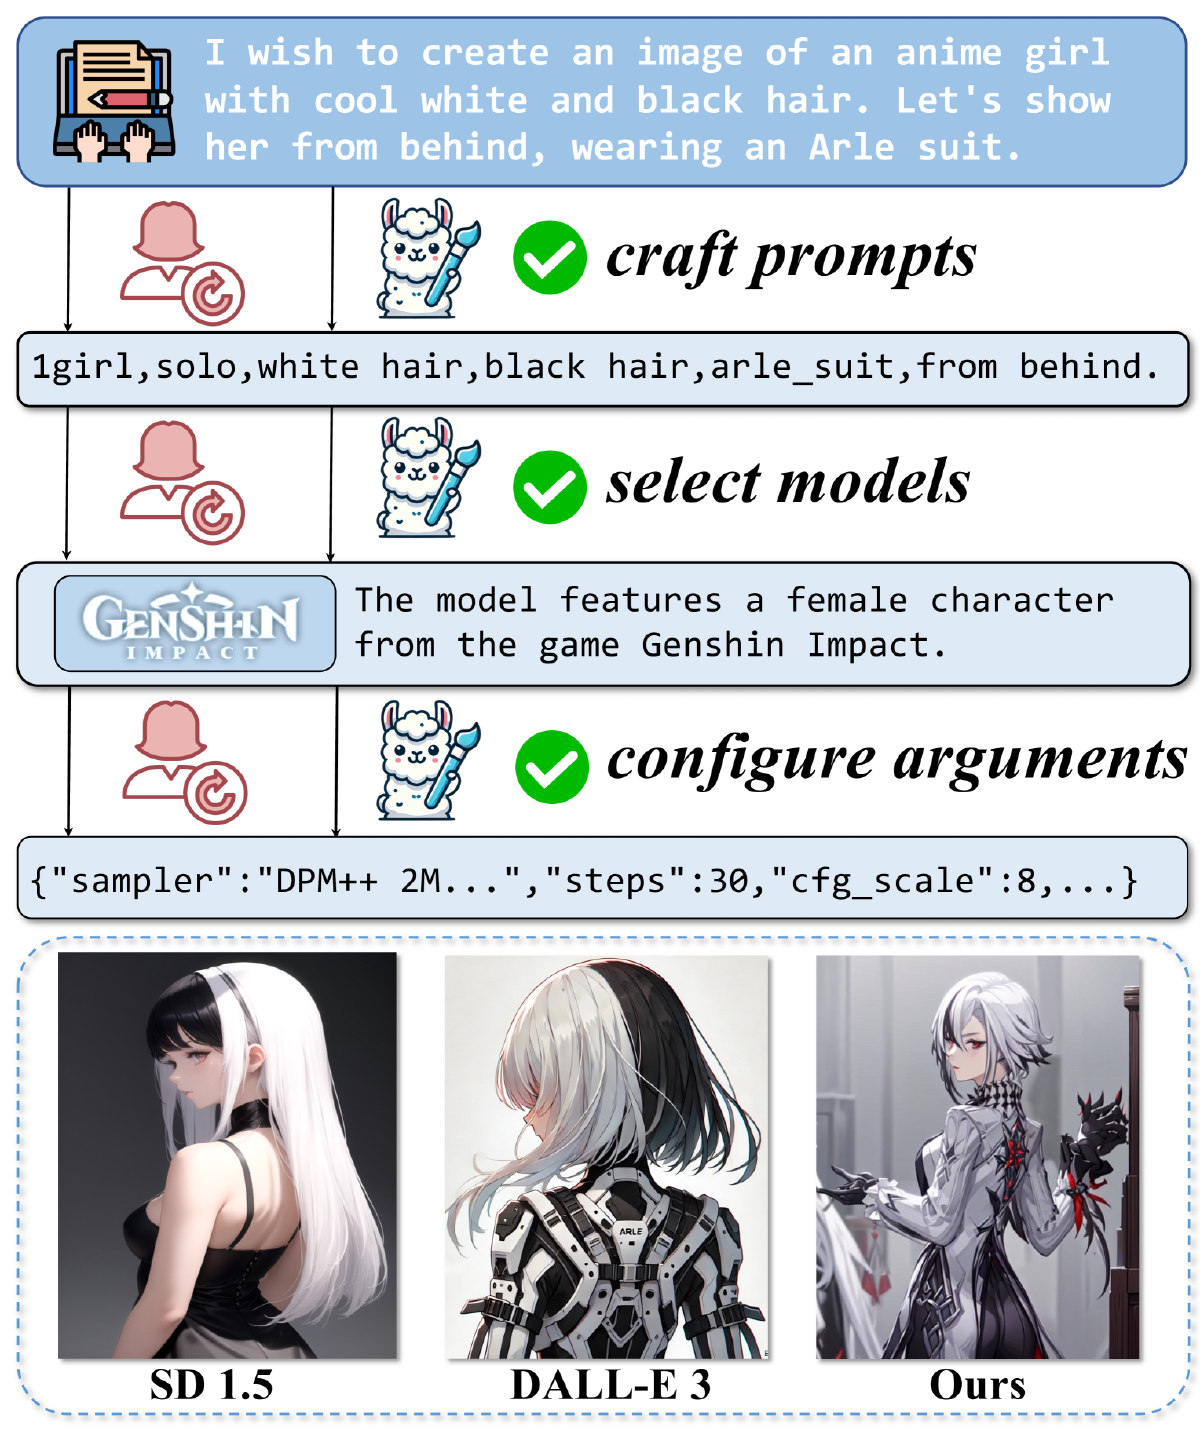 I wish to create an image of an anime girl
with cool white and black hair. Let's show
her from behind, wearing an Arle suit.
craft prompts
1girl,solo,white hair,black hair,arle_suit,from behind.
select models
GENSHIN
IMPACT
The model features a female character
from the game Genshin Impact.
configure arguments
{"sampler":"DPM++ 2M...","steps":30,"cfg_scale":8,...}
ARLE
SD 1.5
DALL-E 3
Ours